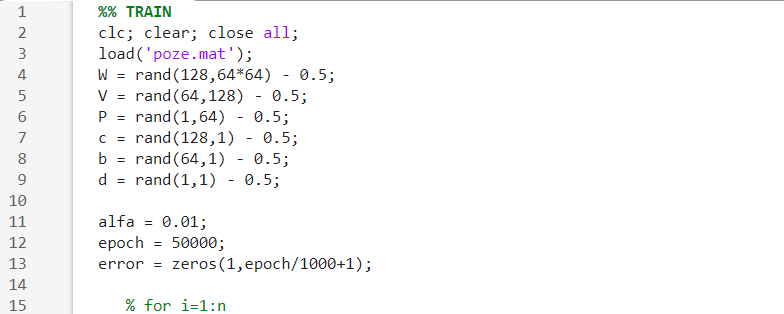 1 %% TRAIN
2 clc; clear; close all;
3 load('poze.mat');
4 W = rand(128,64*64) - 0.5;
5 V = rand(64,128) - 0.5;
6 P = rand(1,64) - 0.5;
7 c = rand(128,1) - 0.5;
8 b = rand(64,1) - 0.5;
9 d = rand(1,1) - 0.5;
10
11 alfa = 0.01;
12 epoch = 50000;
13 error = zeros(1,epoch/1000+1);
14
15 % for i=1:n